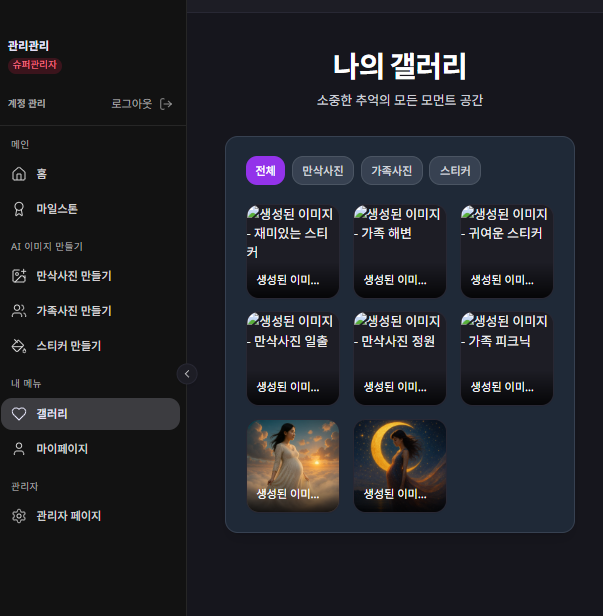 관리관리
슈퍼관리자
계정 관리
로그아웃
메인
홈
마일스톤
AI 이미지 만들기
만삭사진 만들기
가족사진 만들기
스티커 만들기
내 메뉴
갤러리
마이페이지
관리자
관리자 페이지
나의 갤러리
소중한 추억의 모든 모먼트 공간
전체
만삭사진
가족사진
스티커
생성된 이미지
- 재미있는 스티
커
생성된 이미...
생성된 이미지
- 가족 해변
생성된 이미...
생성된 이미지
- 귀여운 스티커
생성된 이미...
생성된 이미지
- 만삭사진 일출
생성된 이미...
생성된 이미지
- 만삭사진 정원
생성된 이미...
생성된 이미지
- 가족 피크닉
생성된 이미...
생성된 이미...
생성된 이미...